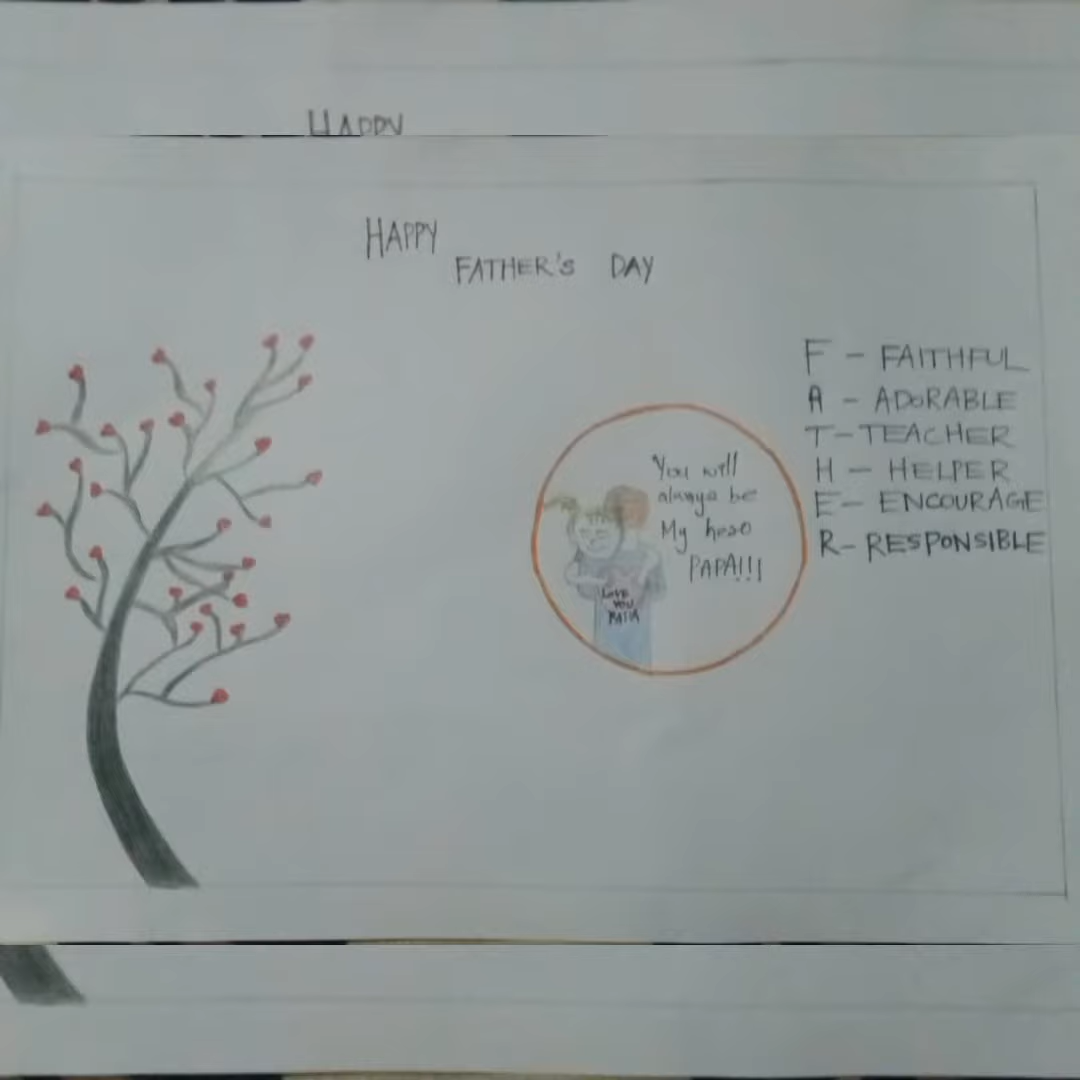 HAPPY
HAPPY
FATHER'S DAY
F - FAITHFUL
A - ADORABLE
T - TEACHER
H - HELPER
E - ENCOURAGE
R - RESPONSIBLE
You will
always be
My hero
PAPA!!!
LOVE
YOU
PAPA